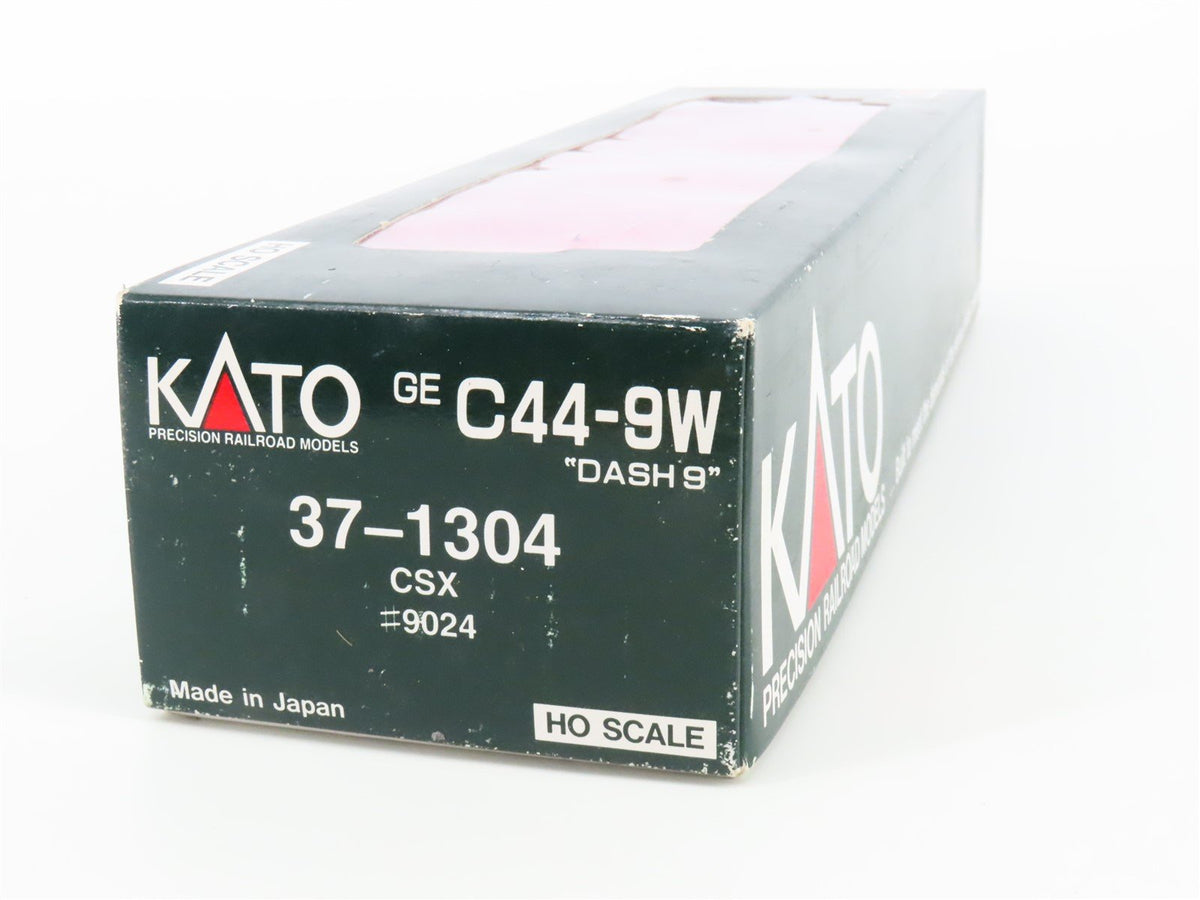 HO SCALE
KATO
PRECISION RAILROAD MODELS
GE C44-9W
"DASH 9"
37-1304
CSX
#9024
Made in Japan
HO SCALE
KATO
PRECISION RAILROAD MODELS